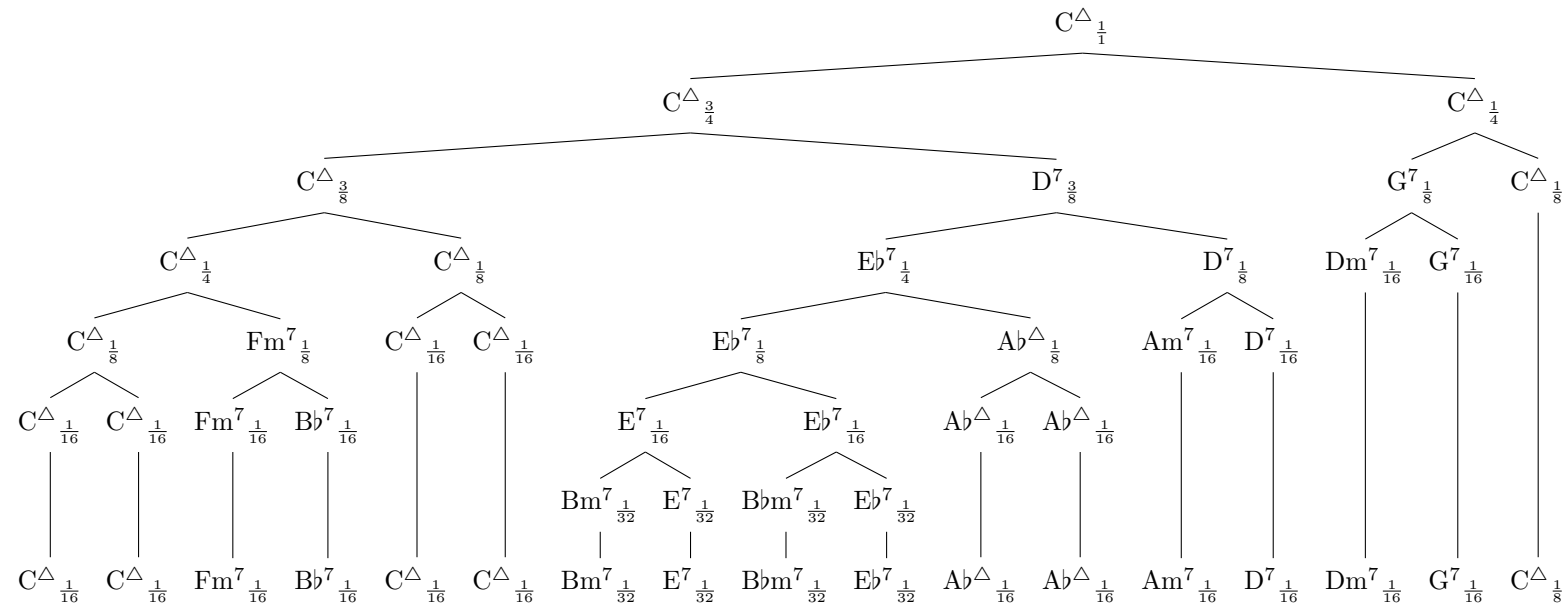 C△ 1/1
C△ 3/4 C△ 1/4
C△ 3/8 D7 3/8 G7 1/8 C△ 1/8
C△ 1/4 C△ 1/8 E♭7 1/4 D7 1/8 Dm7 1/16 G7 1/16
C△ 1/8 Fm7 1/8 C△ 1/16 C△ 1/16 E♭7 1/8 A♭△ 1/8 Am7 1/16 D7 1/16
C△ 1/16 C△ 1/16 Fm7 1/16 B♭7 1/16 E7 1/16 E♭7 1/16 A♭△ 1/16 A♭△ 1/16
Bm7 1/32 E7 1/32 B♭m7 1/32 E♭7 1/32
C△ 1/16 C△ 1/16 Fm7 1/16 B♭7 1/16 C△ 1/16 C△ 1/16 Bm7 1/32 E7 1/32 B♭m7 1/32 E♭7 1/32 A♭△ 1/16 A♭△ 1/16 Am7 1/16 D7 1/16 Dm7 1/16 G7 1/16 C△ 1/8